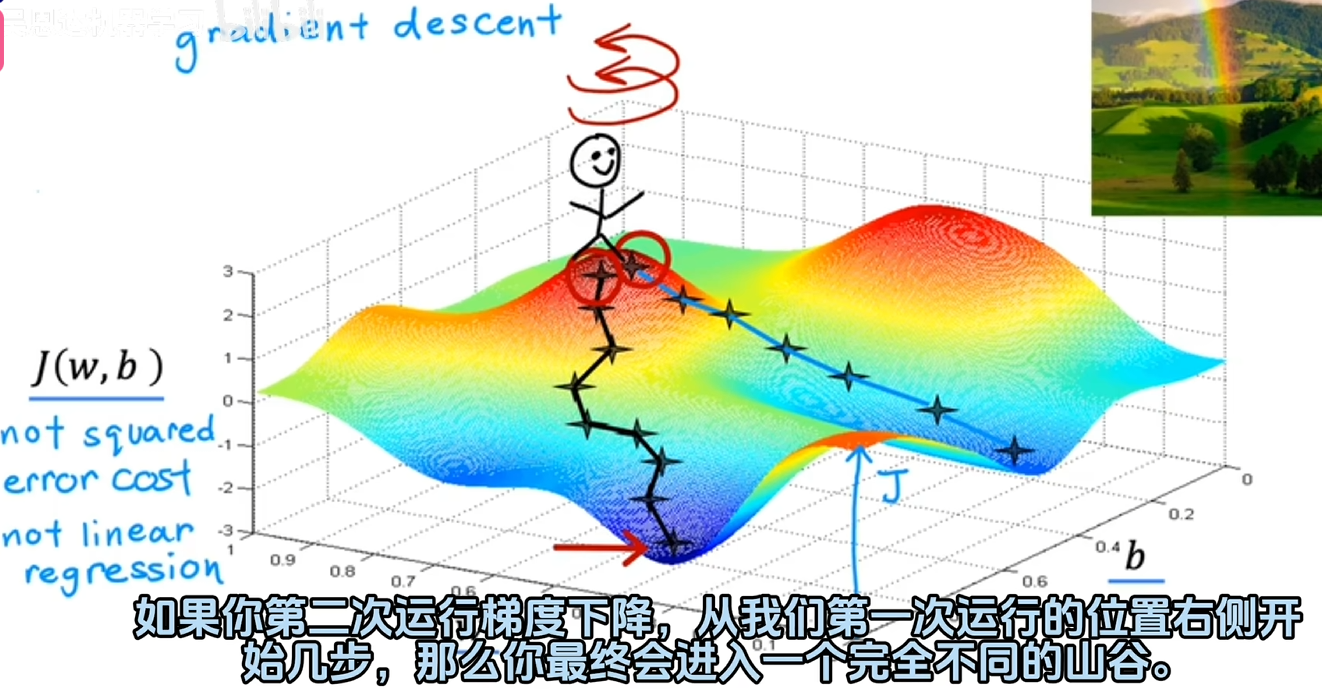 gradient descent
J(w, b )
not squared
error cost
not linear
regression
3
2
1
0
-1
-2
-3
1
0.9
0.8
0.7
0.6
0.1
J
0
0.2
0.4
0.6
b
如果你第二次运行梯度下降，从我们第一次运行的位置右侧开
始几步，那么你最终会进入一个完全不同的山谷。